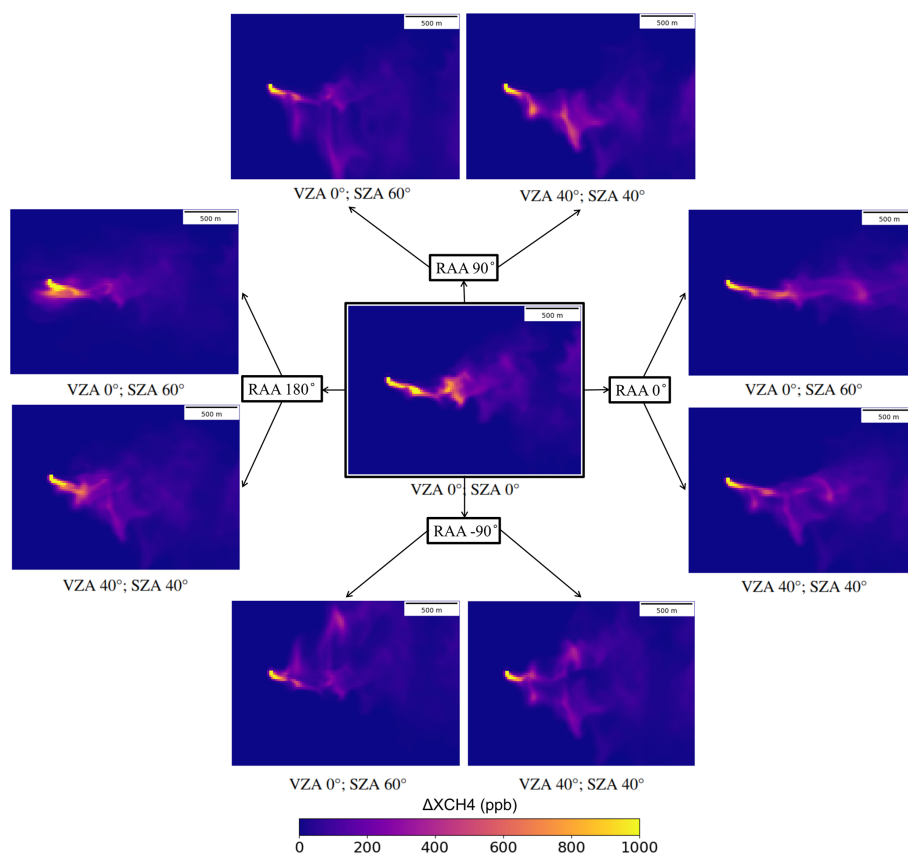 500 m
500 m
VZA 0°; SZA 60°
VZA 40°; SZA 40°
500 m
500 m
RAA 90°
500 m
VZA 0°; SZA 60°
RAA 180°
RAA 0°
VZA 0°; SZA 60°
500 m
500 m
VZA 0°; SZA 0°
RAA -90°
VZA 40°; SZA 40°
VZA 40°; SZA 40°
500 m
500 m
VZA 0°; SZA 60°
VZA 40°; SZA 40°
ΔXCH4 (ppb)
0 200 400 600 800 1000